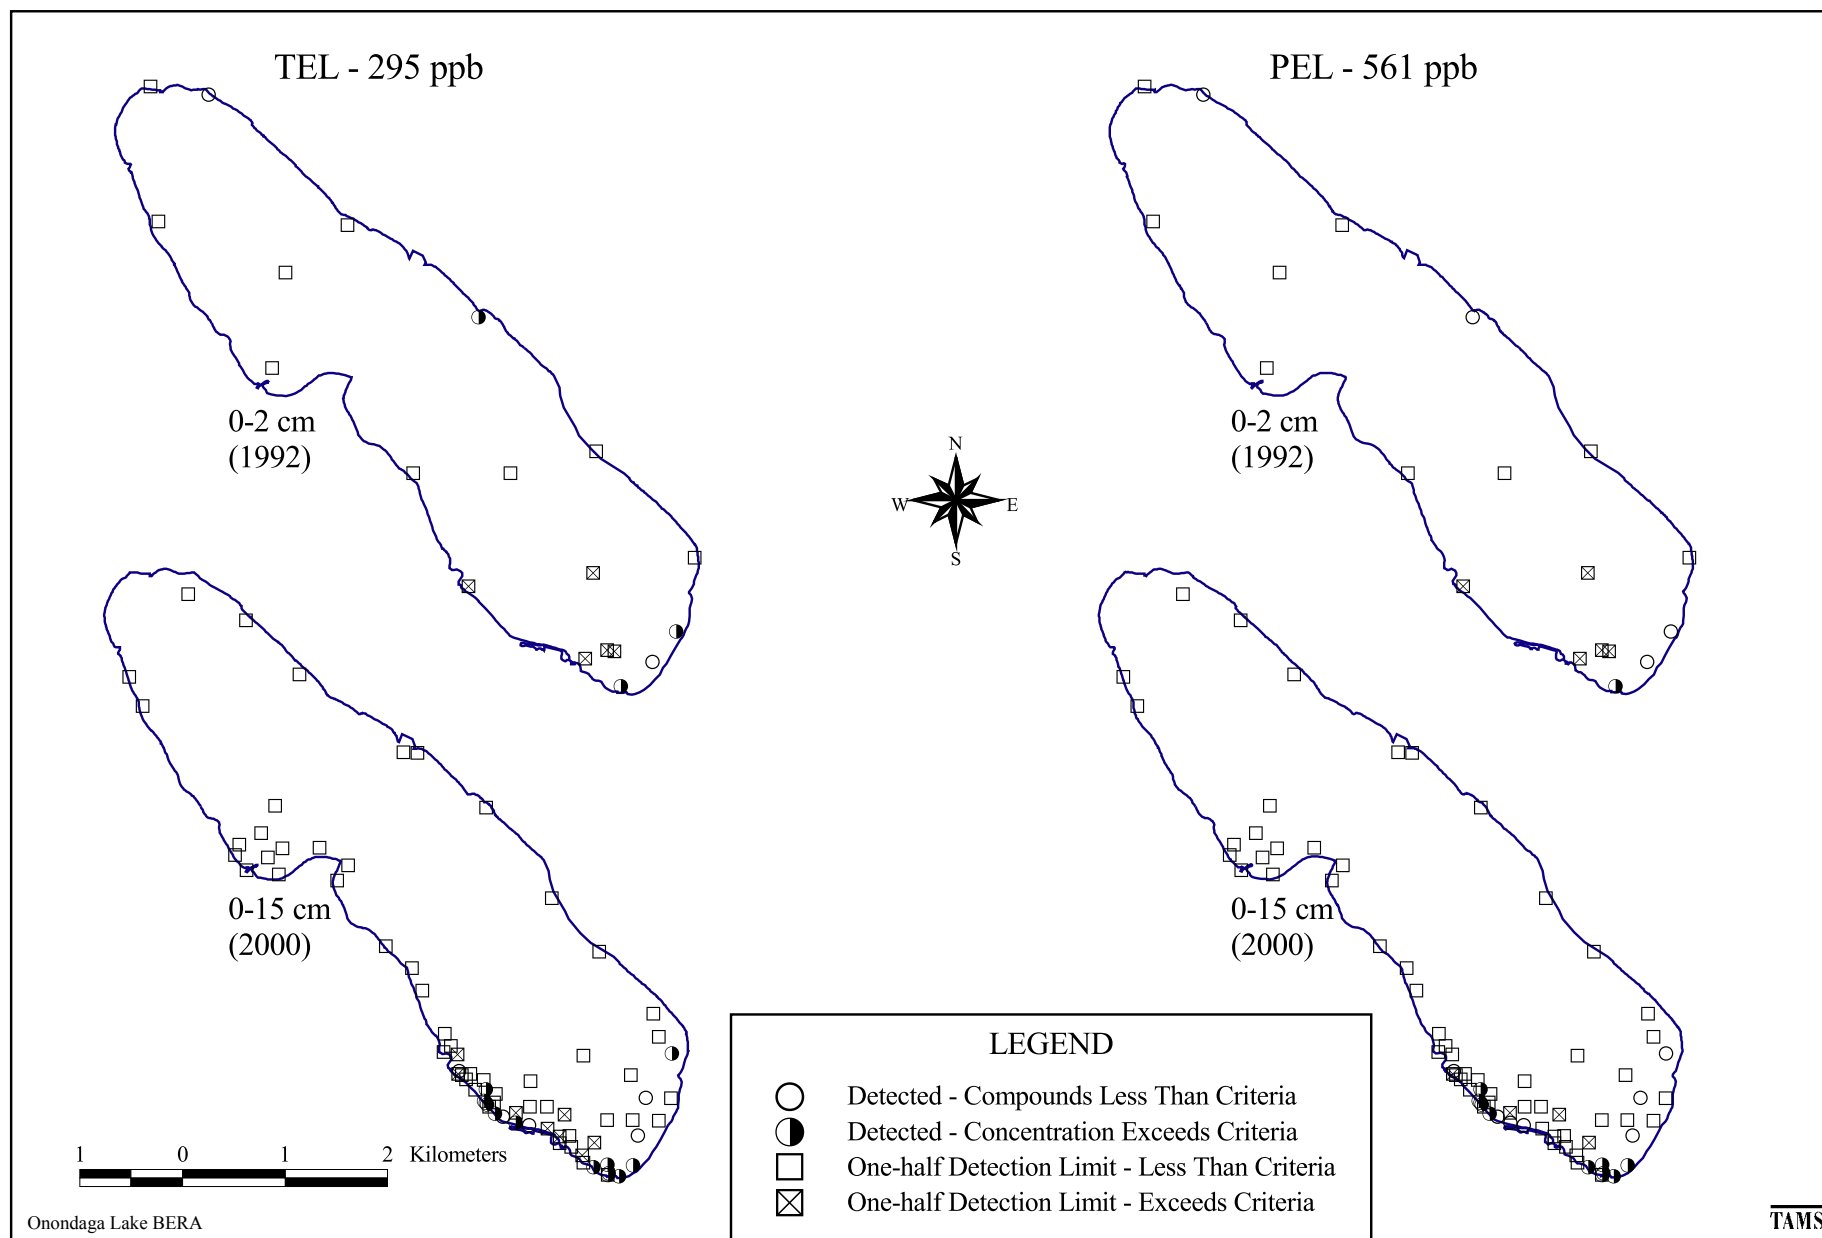 TEL - 295 ppb
PEL - 561 ppb
0-2 cm
(1992)
0-2 cm
(1992)
N
W
E
S
0-15 cm
(2000)
0-15 cm
(2000)
LEGEND
Detected - Compounds Less Than Criteria
Detected - Concentration Exceeds Criteria
One-half Detection Limit - Less Than Criteria
One-half Detection Limit - Exceeds Criteria
1 0 1 2 Kilometers
Onondaga Lake BERA
TAMS